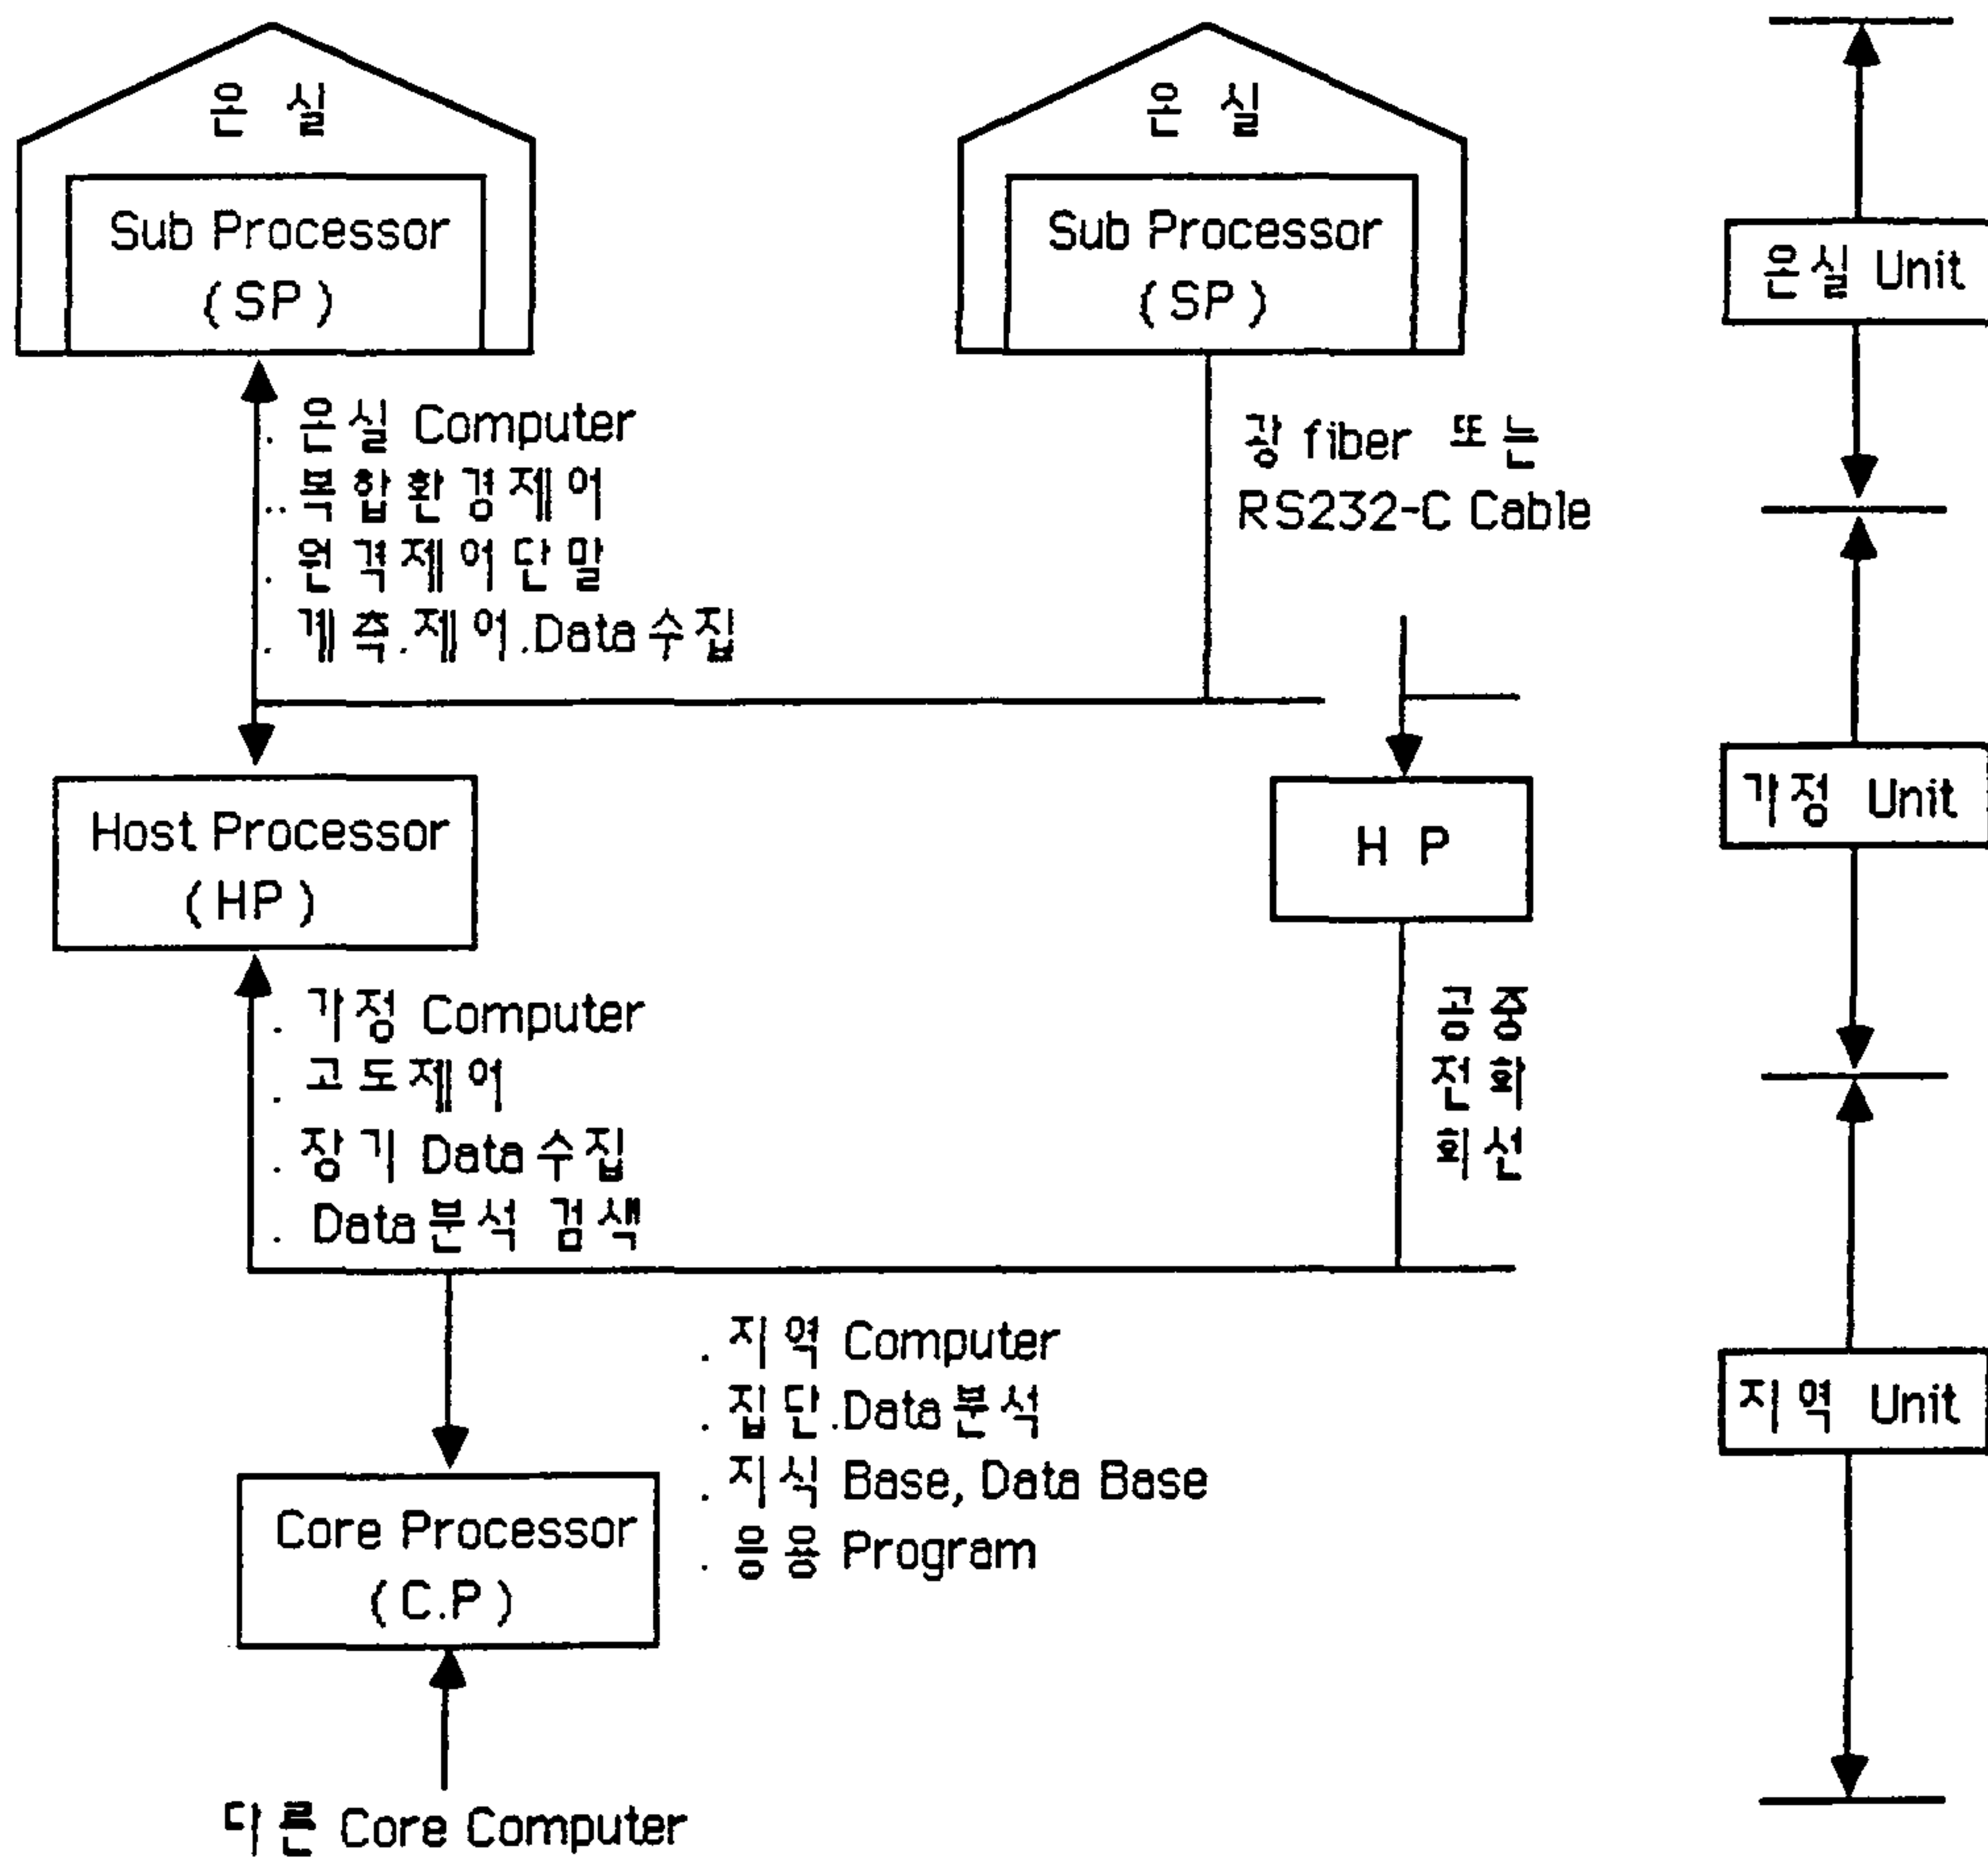 온 실
Sub Processor
( SP )
온 실
Sub Processor
( SP )
온실 Unit
. 온실 Computer
.. 복합환경제어
. 원격제어단말
. 계측.제어.Data수집
광 fiber 또는
RS232-C Cable
Host Processor
( HP )
H P
가정 Unit
. 가정 Computer
. 고도제어
. 장기 Data수집
. Data분석 검색
공중
전화
회선
. 지역 Computer
. 집단.Data분석
. 지식 Base, Data Base
. 응용 Program
지역 Unit
Core Processor
( C.P )
다른 Core Computer